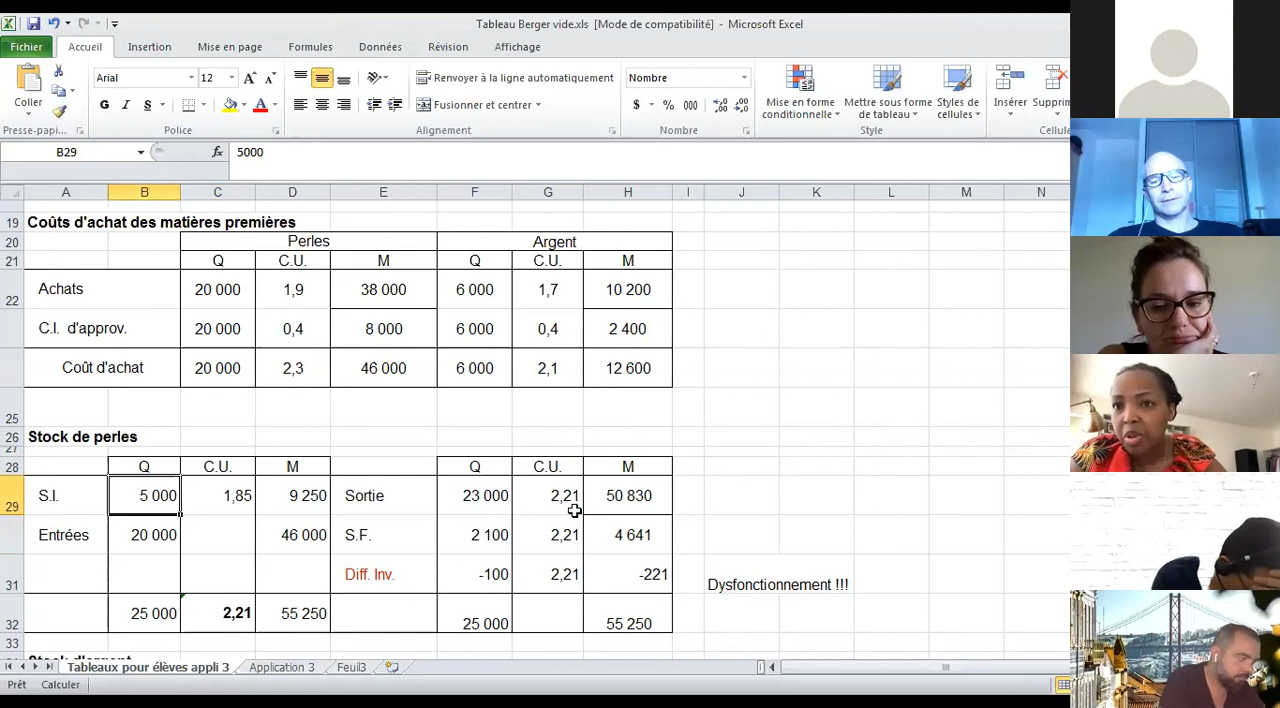 Tableau Berger vide.xls [Mode de compatibilité] - Microsoft Excel
Fichier Accueil Insertion Mise en page Formules Données Révision Affichage
Arial 12 Renvoyer à la ligne automatiquement Nombre
Coller G I S Fusionner et centrer $ % 000 Mise en forme conditionnelle Mettre sous forme de tableau Styles de cellules Insérer Supprim
Presse-papi... Police Alignement Nombre Style Cellule
B29 fx 5000
A B C D E F G H I J K L M N
19 Coûts d'achat des matières premières
20 Perles Argent
21 Q C.U. M Q C.U. M
22 Achats 20 000 1,9 38 000 6 000 1,7 10 200
C.I. d'approv. 20 000 0,4 8 000 6 000 0,4 2 400
Coût d'achat 20 000 2,3 46 000 6 000 2,1 12 600
25
26 Stock de perles
27
28 Q C.U. M Q C.U. M
29 S.I. 5 000 1,85 9 250 Sortie 23 000 2,21 50 830
Entrées 20 000 46 000 S.F. 2 100 2,21 4 641
31 Diff. Inv. -100 2,21 -221 Dysfonctionnement !!!
32 25 000 2,21 55 250 25 000 55 250
33
Tableaux pour élèves appli 3 Application 3 Feuil3
Prêt Calculer